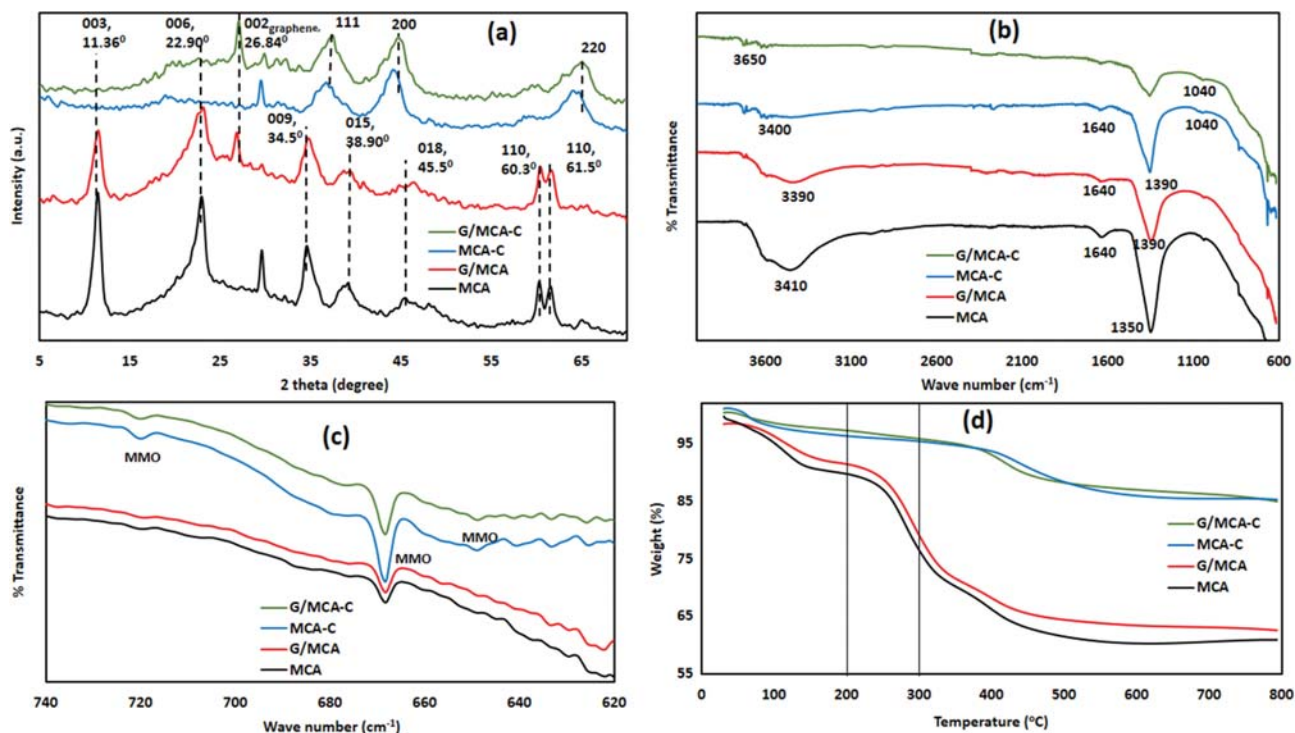 003,
11.36⁰
006,
22.90⁰
002graphene,
26.84⁰
111
200
(a)
220
009,
34.5⁰
015,
38.90⁰
018,
45.5⁰
110,
60.3⁰
110,
61.5⁰
G/MCA-C
MCA-C
G/MCA
MCA
Intensity (a.u.)
5 15 25 35 45 55 65
2 theta (degree)
(b)
3650
1040
3400
1640
1040
1390
3390
1640
1390
3410
1640
1350
G/MCA-C
MCA-C
G/MCA
MCA
% Transmittance
3600 3100 2600 2100 1640 1100 600
Wave number (cm⁻¹)
(c)
MMO
MMO
MMO
G/MCA-C
MCA-C
G/MCA
MCA
% Transmittance
740 720 700 680 660 640 620
Wave number (cm⁻¹)
(d)
95
85
75
65
55
G/MCA-C
MCA-C
G/MCA
MCA
Weight (%)
0 100 200 300 400 500 600 700 800
Temperature (°C)